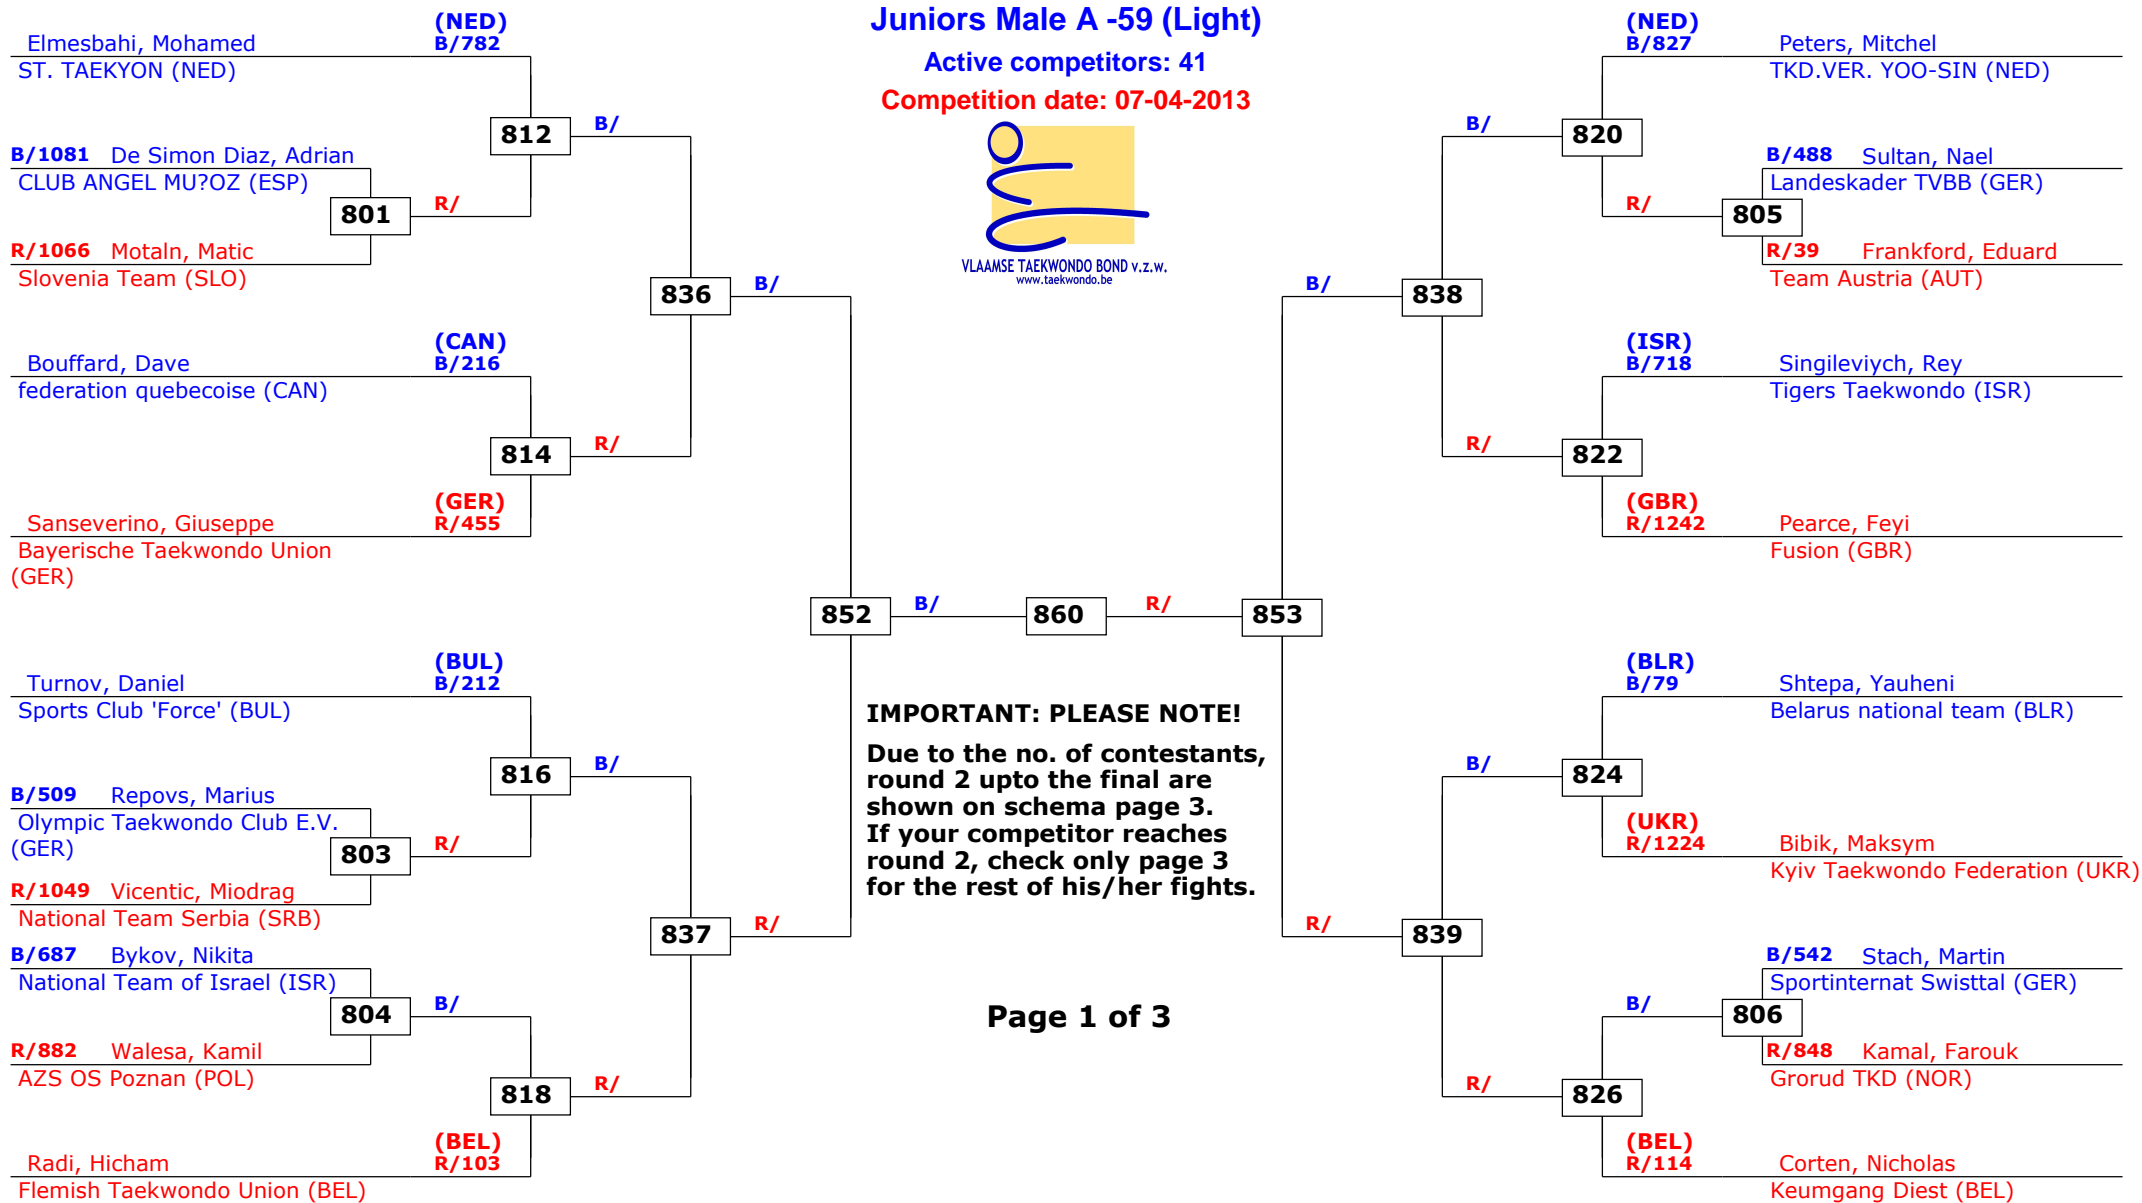 Juniors Male A -59 (Light)
Active competitors: 41
Competition date: 07-04-2013
VLAAMSE TAEKWONDO BOND v.z.w.
www.taekwondo.be
(NED)
Elmesbahi, Mohamed B/782
ST. TAEKYON (NED)
812
B/
B/1081 De Simon Diaz, Adrian
CLUB ANGEL MU?OZ (ESP)
801
R/
R/1066 Motaln, Matic
Slovenia Team (SLO)
836
B/
(CAN)
Bouffard, Dave B/216
federation quebecoise (CAN)
814
R/
(GER)
Sanseverino, Giuseppe R/455
Bayerische Taekwondo Union
(GER)
852
B/
860
R/
853
(BUL)
Turnov, Daniel B/212
Sports Club 'Force' (BUL)
816
B/
B/509 Repovs, Marius
Olympic Taekwondo Club E.V.
(GER)
803
R/
R/1049 Vicentic, Miodrag
National Team Serbia (SRB)
837
R/
B/687 Bykov, Nikita
National Team of Israel (ISR)
804
B/
R/882 Walesa, Kamil
AZS OS Poznan (POL)
818
R/
(BEL)
Radi, Hicham R/103
Flemish Taekwondo Union (BEL)
IMPORTANT: PLEASE NOTE!
Due to the no. of contestants,
round 2 upto the final are
shown on schema page 3.
If your competitor reaches
round 2, check only page 3
for the rest of his/her fights.
Page 1 of 3
(NED)
B/827 Peters, Mitchel
TKD.VER. YOO-SIN (NED)
B/
820
B/488 Sultan, Nael
Landeskader TVBB (GER)
R/
805
R/39 Frankford, Eduard
Team Austria (AUT)
B/
838
(ISR)
B/718 Singileviych, Rey
Tigers Taekwondo (ISR)
R/
822
(GBR)
R/1242 Pearce, Feyi
Fusion (GBR)
(BLR)
B/79 Shtepa, Yauheni
Belarus national team (BLR)
B/
824
(UKR)
R/1224 Bibik, Maksym
Kyiv Taekwondo Federation (UKR)
R/
839
B/542 Stach, Martin
Sportinternat Swisttal (GER)
B/
806
R/848 Kamal, Farouk
Grorud TKD (NOR)
R/
826
(BEL)
R/114 Corten, Nicholas
Keumgang Diest (BEL)